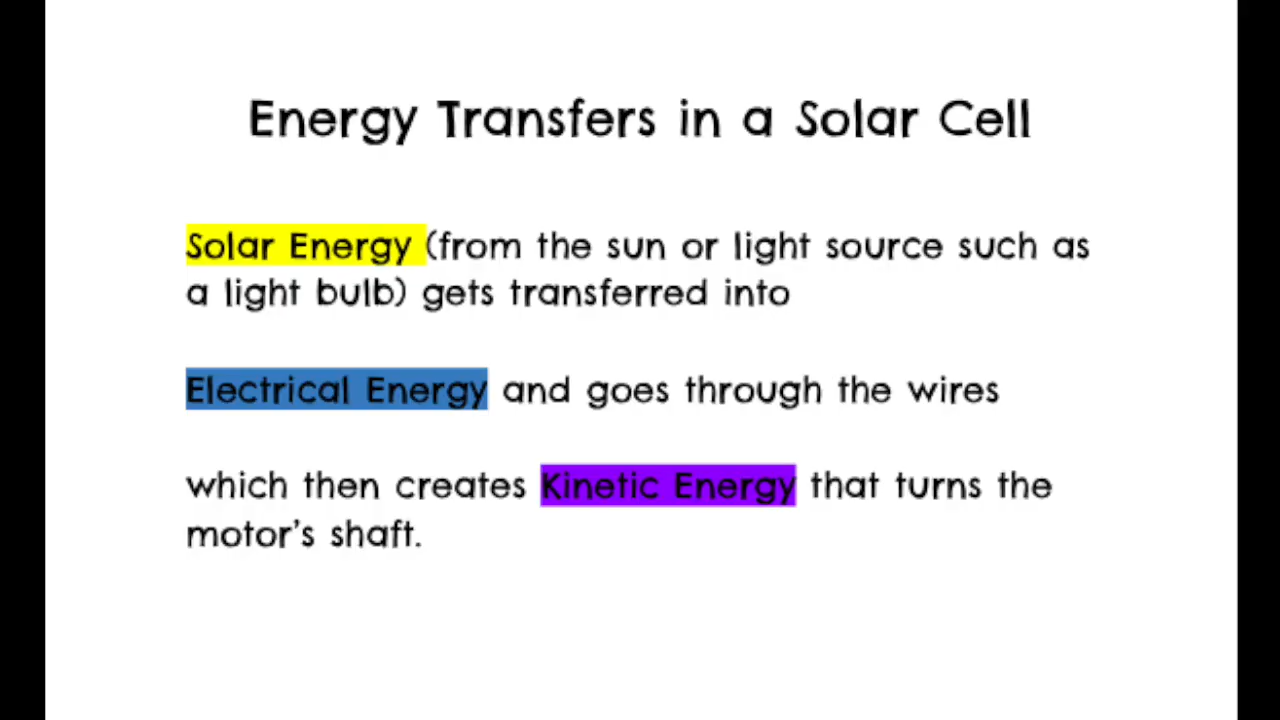 Energy Transfers in a Solar Cell
Solar Energy (from the sun or light source such as
a light bulb) gets transferred into
Electrical Energy and goes through the wires
which then creates Kinetic Energy that turns the
motor's shaft.